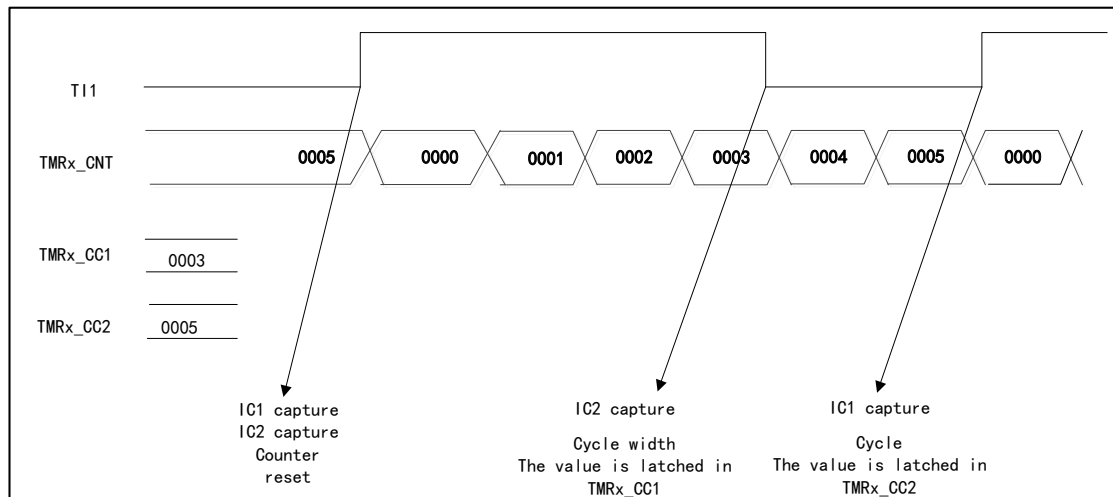 TI1
TMRx_CNT
0005 0000 0001 0002 0003 0004 0005 0000
TMRx_CC1
0003
TMRx_CC2
0005
IC1 capture
IC2 capture
Counter
reset
IC2 capture
Cycle width
The value is latched in
TMRx_CC1
IC1 capture
Cycle
The value is latched in
TMRx_CC2